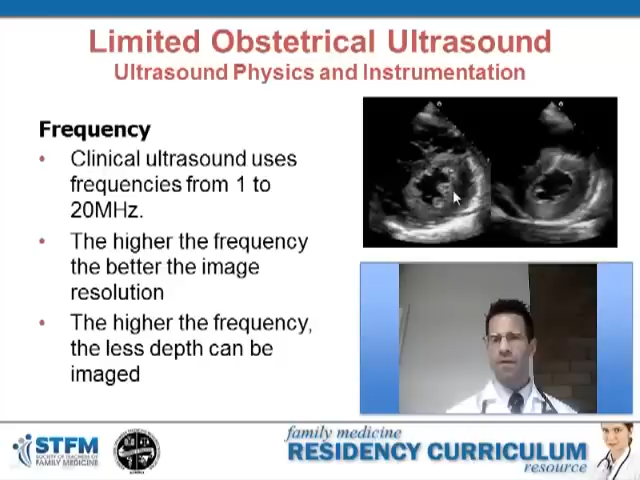 Limited Obstetrical Ultrasound
Ultrasound Physics and Instrumentation
Frequency
• Clinical ultrasound uses
frequencies from 1 to
20MHz.
• The higher the frequency
the better the image
resolution
• The higher the frequency,
the less depth can be
imaged
STFM
SOCIETY OF TEACHERS OF
FAMILY MEDICINE
family medicine
RESIDENCY CURRICULUM
resource